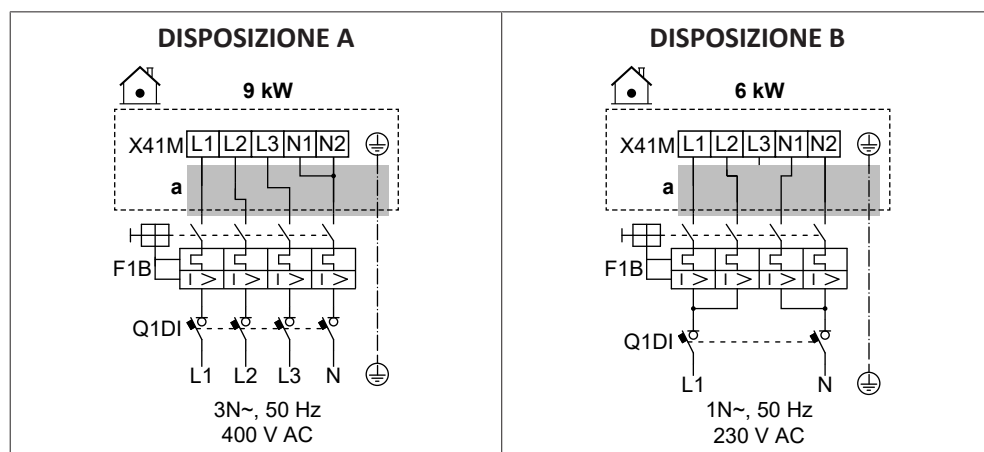 DISPOSIZIONE A
9 kW
X41M L1 L2 L3 N1 N2
a
F1B
I > I > I > I >
Q1DI
L1 L2 L3 N
3N~, 50 Hz
400 V AC
DISPOSIZIONE B
6 kW
X41M L1 L2 L3 N1 N2
a
F1B
I > I > I > I >
Q1DI
L1 N
1N~, 50 Hz
230 V AC